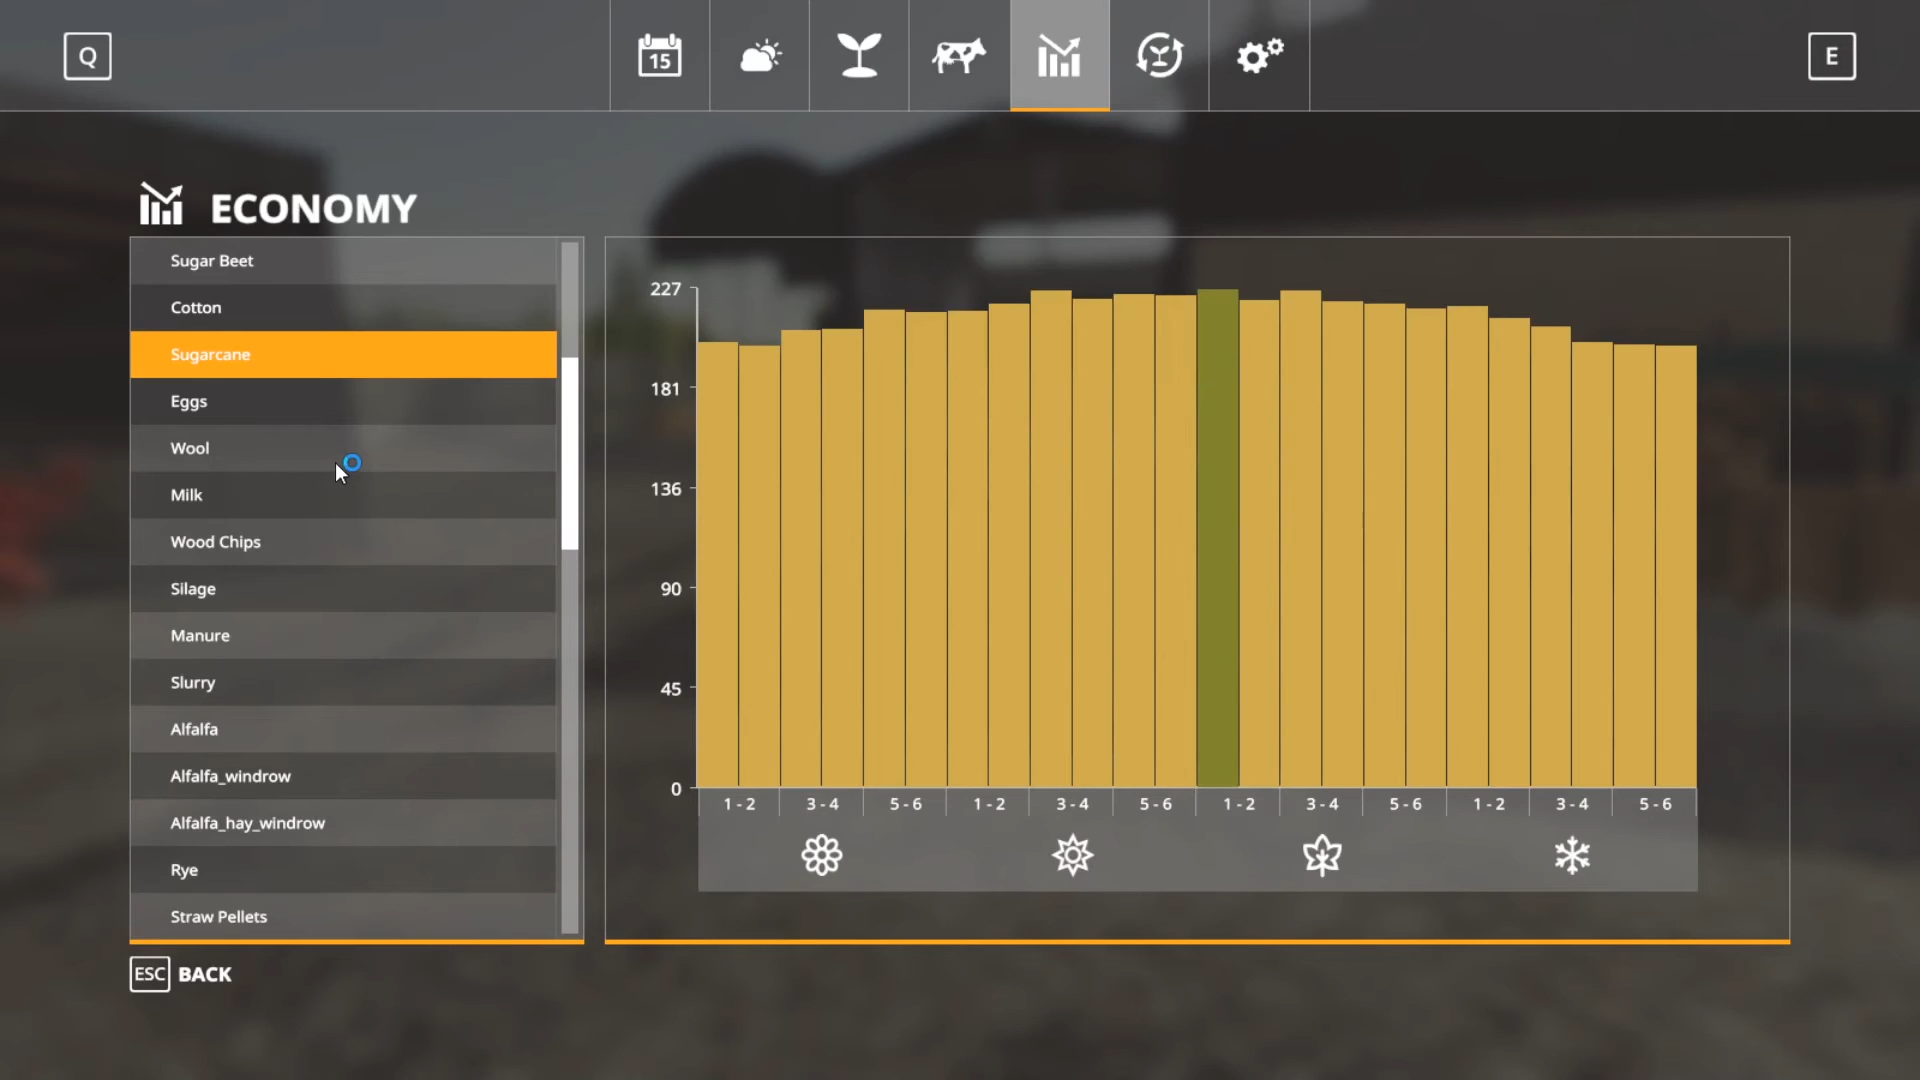 Q
15
E
ECONOMY
Sugar Beet
Cotton
Sugarcane
Eggs
Wool
Milk
Wood Chips
Silage
Manure
Slurry
Alfalfa
Alfalfa_windrow
Alfalfa_hay_windrow
Rye
Straw Pellets
227
181
136
90
45
0
1 - 2 3 - 4 5 - 6 1 - 2 3 - 4 5 - 6 1 - 2 3 - 4 5 - 6 1 - 2 3 - 4 5 - 6
ESC BACK